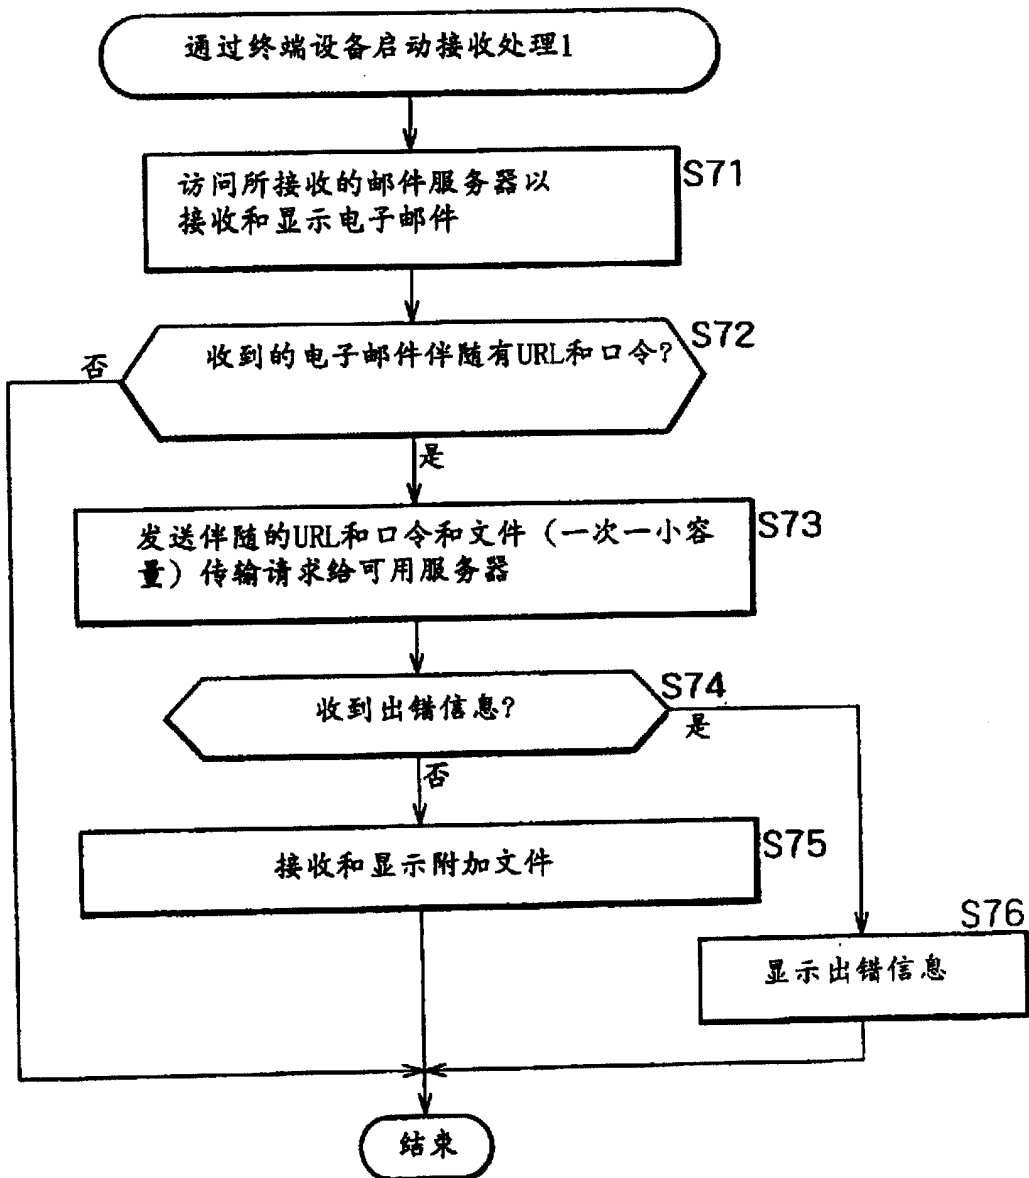 通过终端设备启动接收处理1
S71
访问所接收的邮件服务器以
接收和显示电子邮件
S72
收到的电子邮件伴随有URL和口令?
否
是
S73
发送伴随的URL和口令和文件（一次一小容
量）传输请求给可用服务器
S74
收到出错信息?
是
否
S75
接收和显示附加文件
S76
显示出错信息
结束